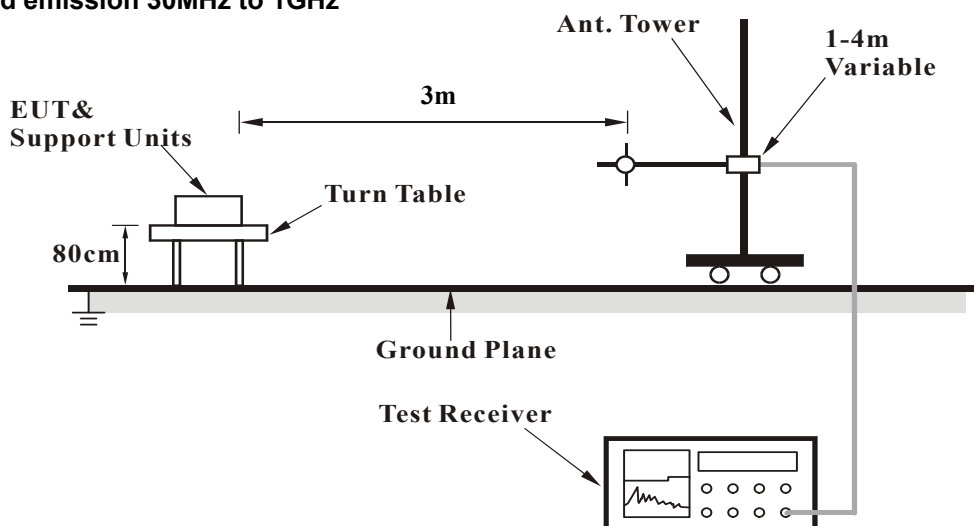 d emission 30MHz to 1GHz
Ant. Tower
1-4m
Variable
3m
EUT&
Support Units
Turn Table
80cm
Ground Plane
Test Receiver